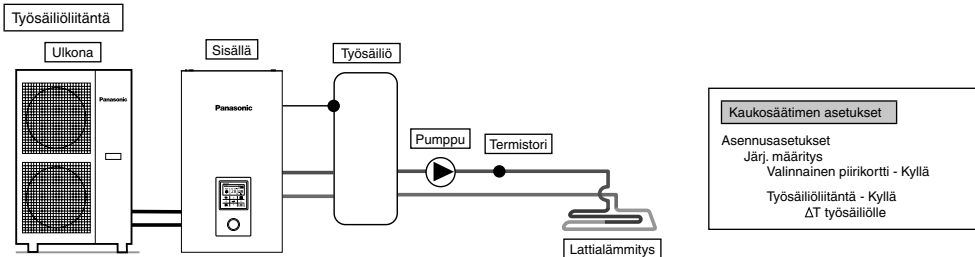 Työsäiliöliitäntä
Ulkona
Sisällä
Työsäiliö
Panasonic
Panasonic
Pumppu
Termistori
Lattialämmitys
Kaukosäätimen asetukset
Asennusasetukset
Järj. määritys
Valinnainen piirikortti - Kyllä
Työsäiliöliitäntä - Kyllä
ΔT työsäiliölle